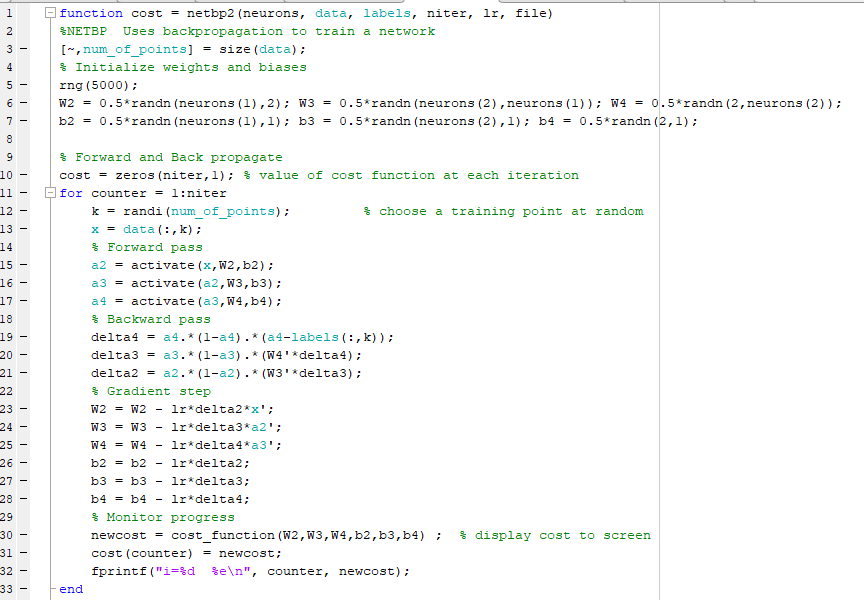 1 function cost = netbp2(neurons, data, labels, niter, lr, file)
2 %NETBP  Uses backpropagation to train a network
3 – [~,num_of_points] = size(data);
4 % Initialize weights and biases
5 – rng(5000);
6 – W2 = 0.5*randn(neurons(1),2); W3 = 0.5*randn(neurons(2),neurons(1)); W4 = 0.5*randn(2,neurons(2));
7 – b2 = 0.5*randn(neurons(1),1); b3 = 0.5*randn(neurons(2),1); b4 = 0.5*randn(2,1);
8
9 % Forward and Back propagate
10 – cost = zeros(niter,1); % value of cost function at each iteration
11 – for counter = 1:niter
12 – k = randi(num_of_points);         % choose a training point at random
13 – x = data(:,k);
14 % Forward pass
15 – a2 = activate(x,W2,b2);
16 – a3 = activate(a2,W3,b3);
17 – a4 = activate(a3,W4,b4);
18 % Backward pass
19 – delta4 = a4.*(1-a4).*(a4-labels(:,k));
20 – delta3 = a3.*(1-a3).*(W4'*delta4);
21 – delta2 = a2.*(1-a2).*(W3'*delta3);
22 % Gradient step
23 – W2 = W2 - lr*delta2*x';
24 – W3 = W3 - lr*delta3*a2';
25 – W4 = W4 - lr*delta4*a3';
26 – b2 = b2 - lr*delta2;
27 – b3 = b3 - lr*delta3;
28 – b4 = b4 - lr*delta4;
29 % Monitor progress
30 – newcost = cost_function(W2,W3,W4,b2,b3,b4) ;  % display cost to screen
31 – cost(counter) = newcost;
32 – fprintf("i=%d  %e\n", counter, newcost);
33 – end